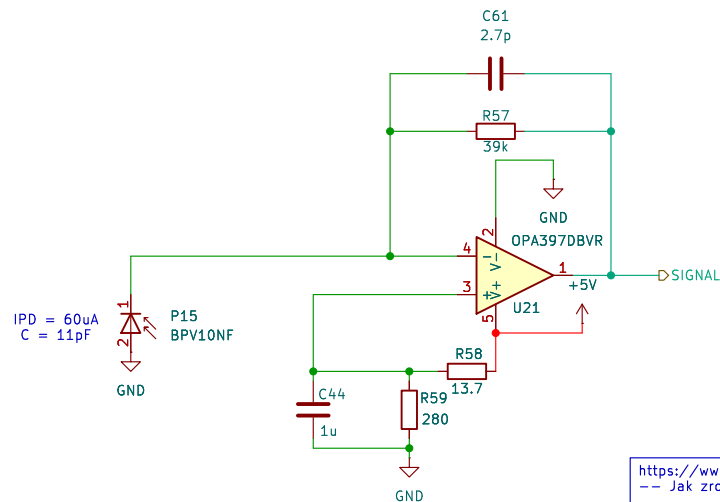 C61
2.7p
R57
39k
GND
OPA397DBVR
2
V-
4
-
1
SIGNAL
+5V
3
+
V+
U21
5
1
P15
BPV10NF
2
IPD = 60uA
C = 11pF
GND
R58
13.7
C44
1u
R59
280
GND
https://ww
-- Jak zro